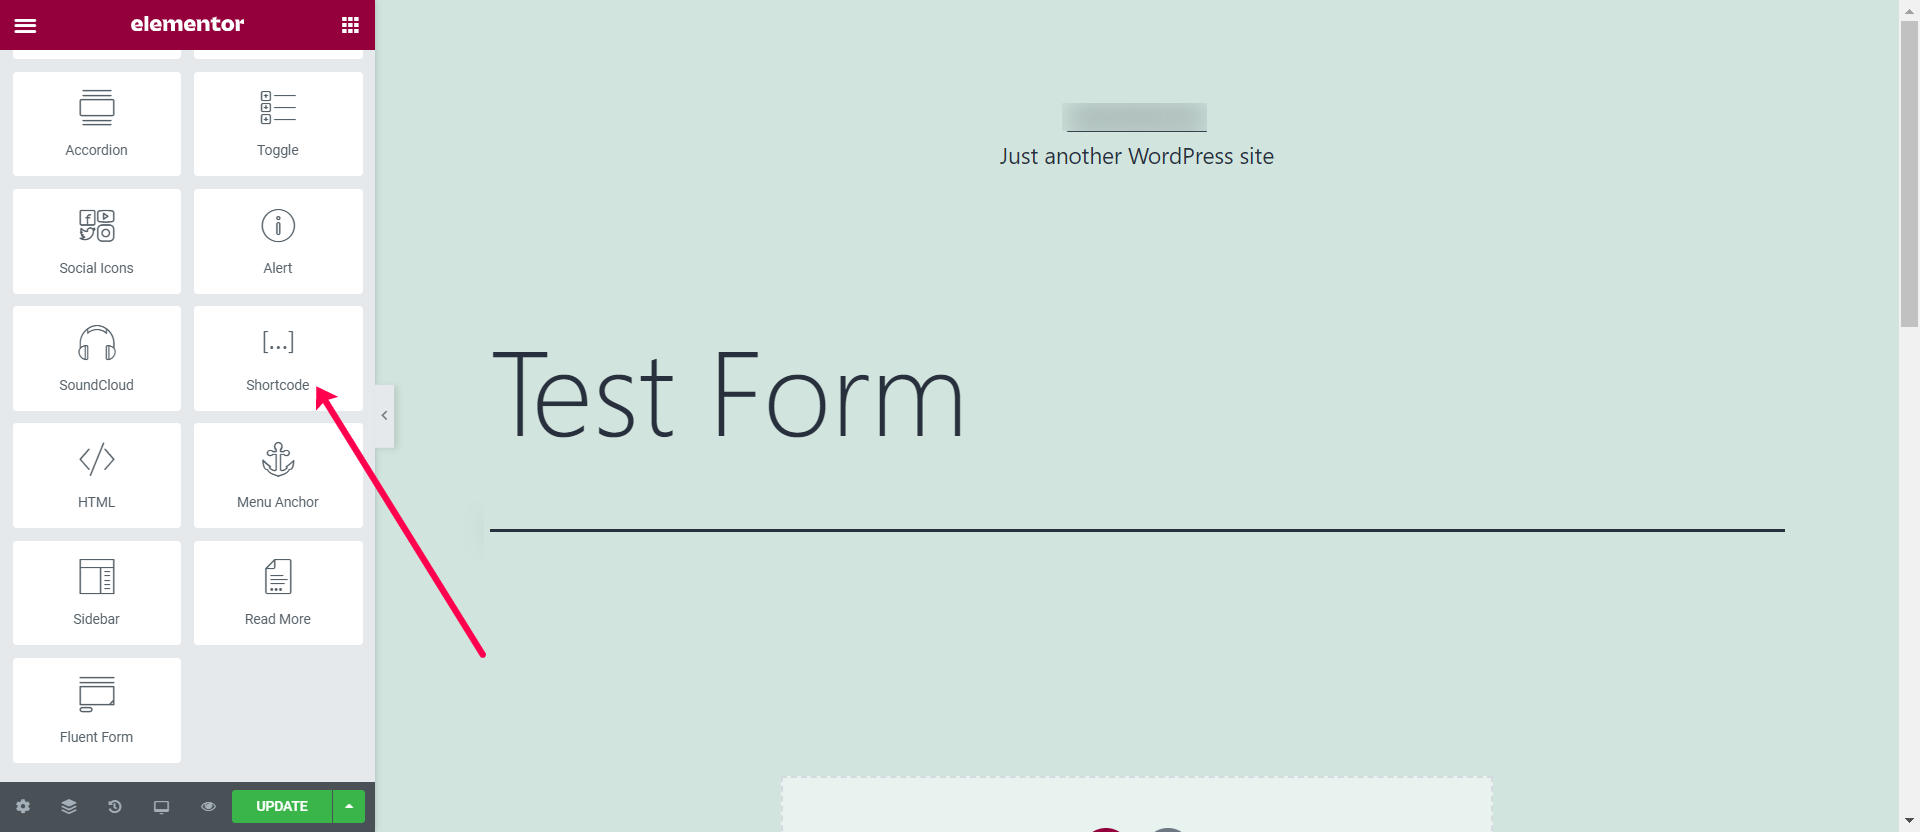 elementor
Accordion
Toggle
Social Icons
Alert
SoundCloud
[...]
Shortcode
HTML
Menu Anchor
Sidebar
Read More
Fluent Form
UPDATE
Just another WordPress site
Test Form